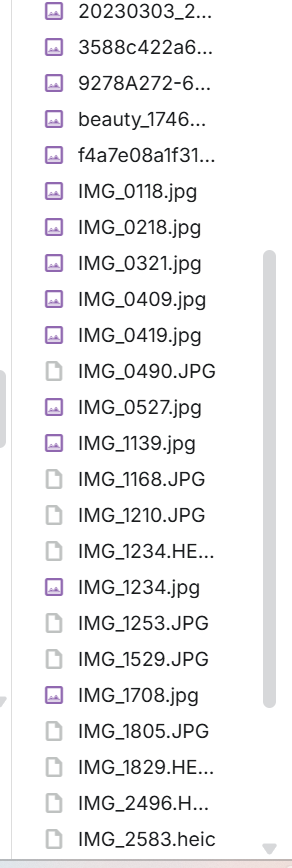 20230303_2...
3588c422a6...
9278A272-6...
beauty_1746...
f4a7e08a1f31...
IMG_0118.jpg
IMG_0218.jpg
IMG_0321.jpg
IMG_0409.jpg
IMG_0419.jpg
IMG_0490.JPG
IMG_0527.jpg
IMG_1139.jpg
IMG_1168.JPG
IMG_1210.JPG
IMG_1234.HE...
IMG_1234.jpg
IMG_1253.JPG
IMG_1529.JPG
IMG_1708.jpg
IMG_1805.JPG
IMG_1829.HE...
IMG_2496.H...
IMG_2583.heic